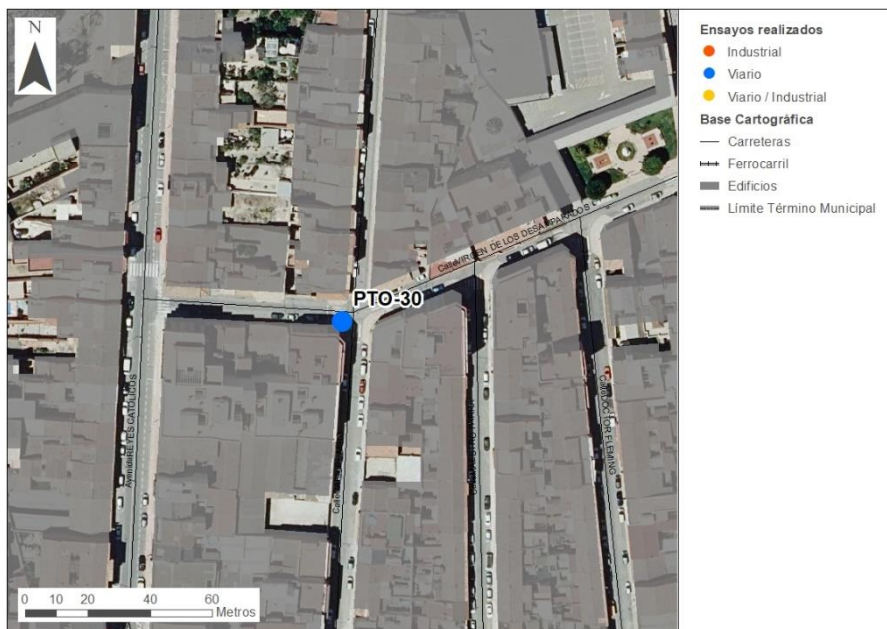 N
Ensayos realizados
Industrial
Viario
Viario / Industrial
Base Cartográfica
Carreteras
Ferrocarril
Edificios
Límite Término Municipal
Calle VIRGEN DE LOS DESAMPARADOS
PTO-30
Avenida REYES CATÓLICOS
Calle DOCTOR FLEMING
0 10 20 40 60
Metros